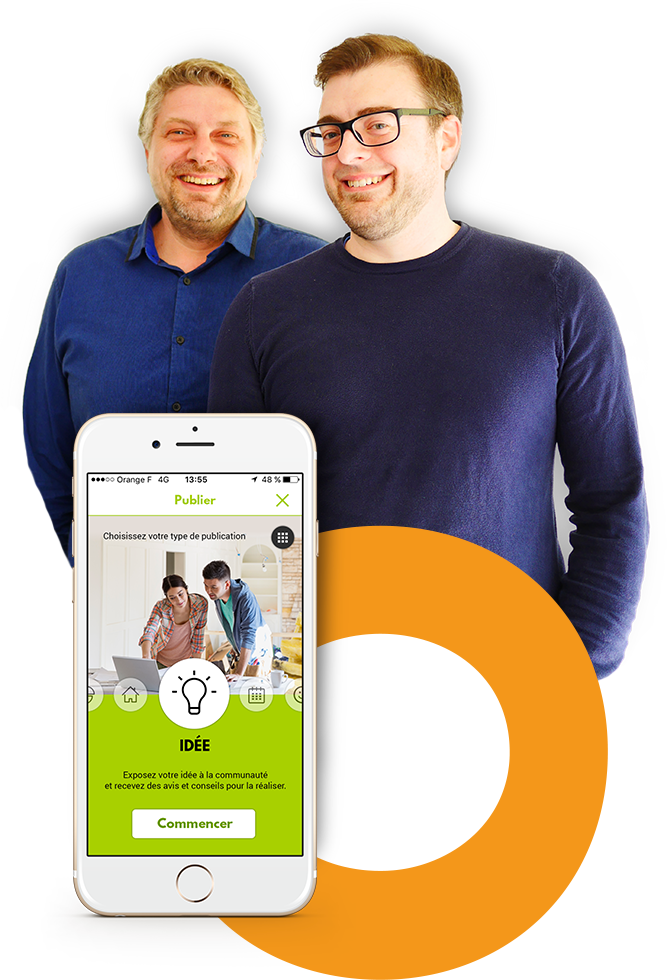 Orange F 4G 13:55 48 %
Publier
Choisissez votre type de publication
IDÉE
Exposez votre idée à la communauté
et recevez des avis et conseils pour la réaliser.
Commencer